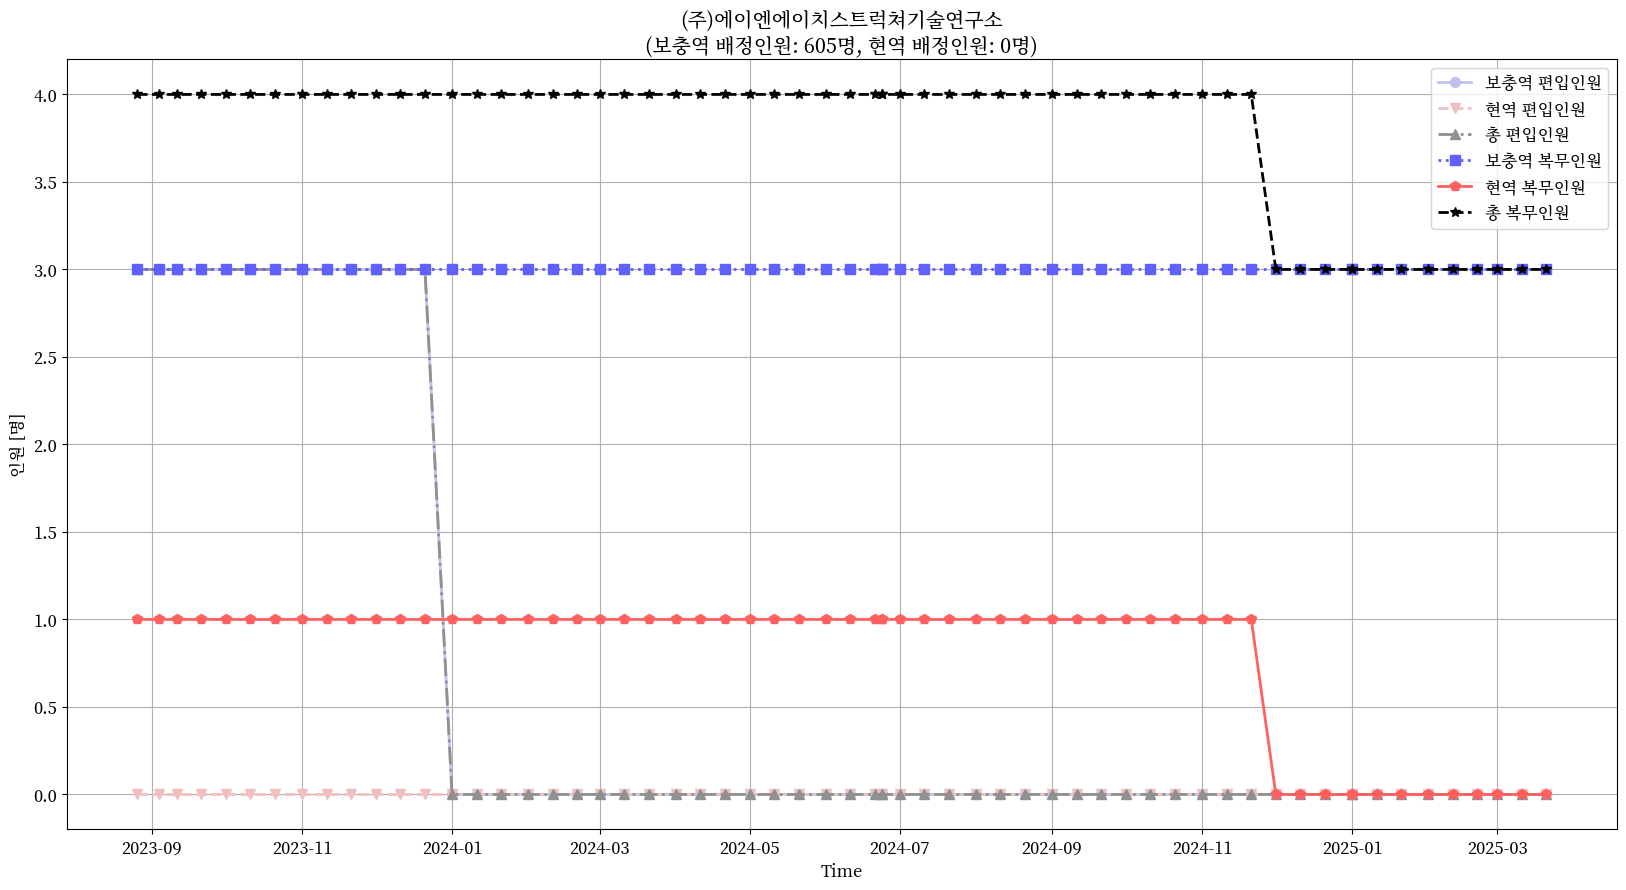 (주)에이엔에이치스트럭쳐기술연구소
(보충역 배정인원: 605명, 현역 배정인원: 0명)
보충역 편입인원
현역 편입인원
총 편입인원
보충역 복무인원
현역 복무인원
총 복무인원
4.0
3.5
3.0
2.5
2.0
1.5
1.0
0.5
0.0
인원 [명]
2023-09
2023-11
2024-01
2024-03
2024-05
2024-07
2024-09
2024-11
2025-01
2025-03
Time